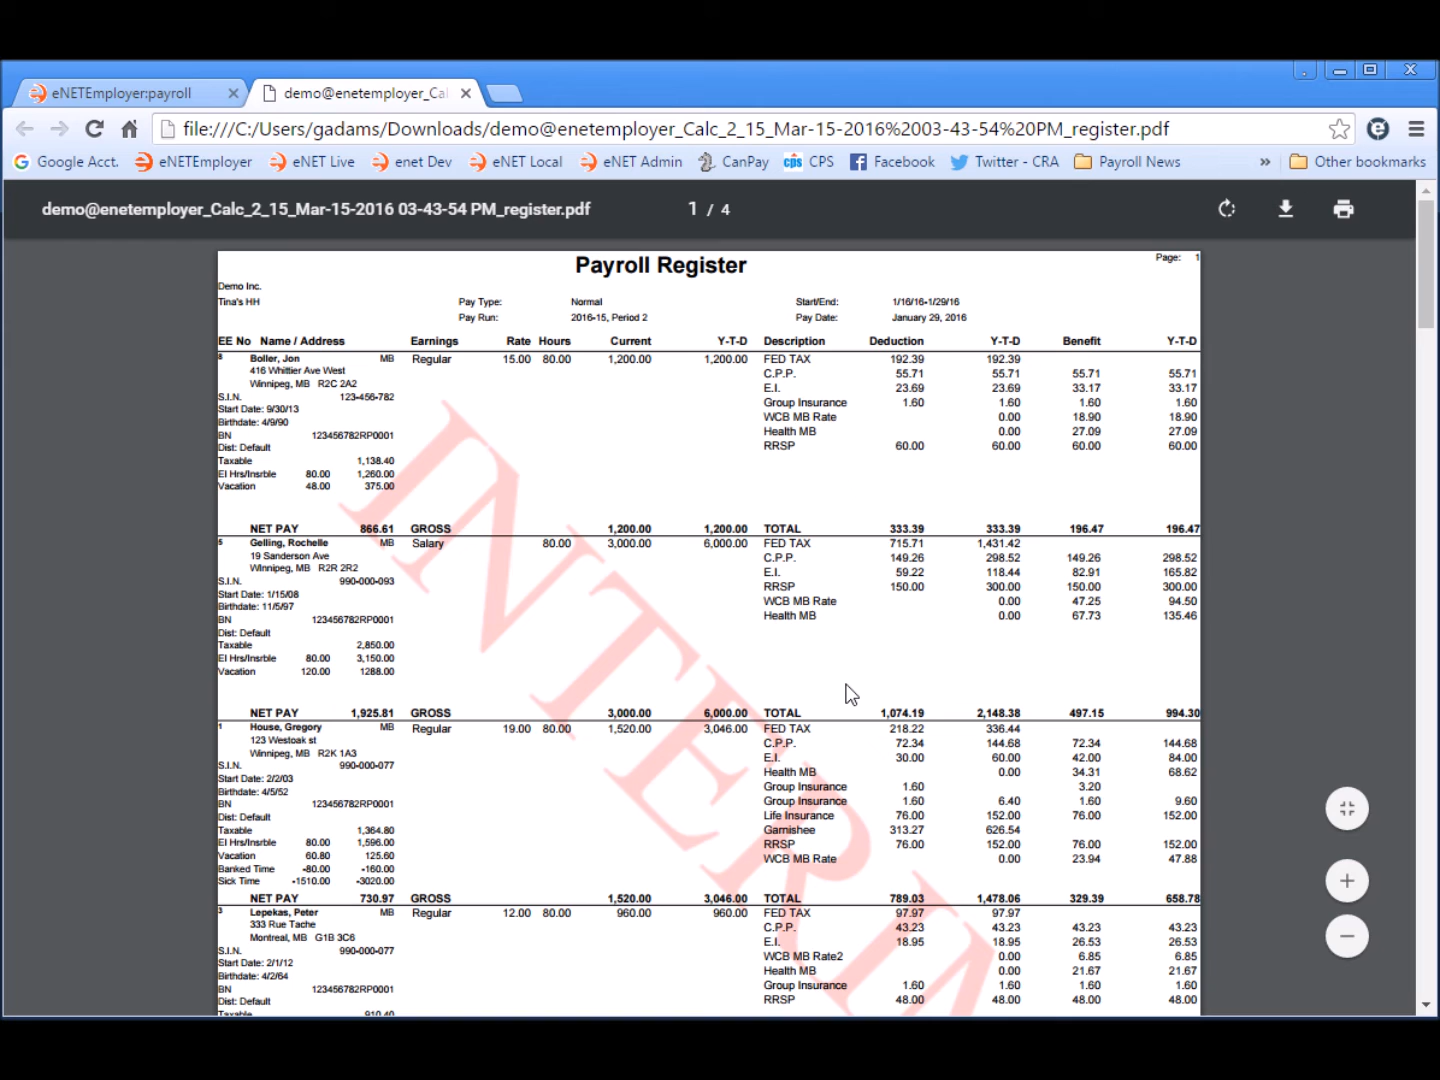 eNETEmployer:payroll
demo@enetemployer_Cal
file:///C:/Users/gadams/Downloads/demo@enetemployer_Calc_2_15_Mar-15-2016%2003-43-54%20PM_register.pdf
Google Acct. eNETEmployer eNET Live enet Dev eNET Local eNET Admin CanPay cps CPS Facebook Twitter - CRA Payroll News » Other bookmarks
demo@enetemployer_Calc_2_15_Mar-15-2016 03-43-54 PM_register.pdf 1 / 4
Payroll Register Page: 1
Demo Inc.
Tina's HH Pay Type: Normal Start/End: 1/16/16-1/29/16
Pay Run: 2016-15, Period 2 Pay Date: January 29, 2016
EE No Name / Address Earnings Rate Hours Current Y-T-D Description Deduction Y-T-D Benefit Y-T-D
8 Boller, Jon MB Regular 15.00 80.00 1,200.00 1,200.00 FED TAX 192.39 192.39
416 Whittier Ave West C.P.P. 55.71 55.71 55.71 55.71
Winnipeg, MB R2C 2A2 E.I. 23.69 23.69 33.17 33.17
S.I.N. 123-456-782 Group Insurance 1.60 1.60 1.60 1.60
Start Date: 9/30/13 WCB MB Rate 0.00 18.90 18.90
Birthdate: 4/9/90 Health MB 0.00 27.09 27.09
BN 123456782RP0001 RRSP 60.00 60.00 60.00 60.00
Dist: Default
Taxable 1,138.40
EI Hrs/Insrble 80.00 1,260.00
Vacation 48.00 375.00
NET PAY 866.61 GROSS 1,200.00 1,200.00 TOTAL 333.39 333.39 196.47 196.47
5 Gelling, Rochelle MB Salary 80.00 3,000.00 6,000.00 FED TAX 715.71 1,431.42
19 Sanderson Ave C.P.P. 149.26 298.52 149.26 298.52
Winnipeg, MB R2R 2R2 E.I. 59.22 118.44 82.91 165.82
S.I.N. 990-000-093 RRSP 150.00 300.00 150.00 300.00
Start Date: 1/15/08 WCB MB Rate 0.00 47.25 94.50
Birthdate: 11/5/97 Health MB 0.00 67.73 135.46
BN 123456782RP0001
Dist: Default
Taxable 2,850.00
EI Hrs/Insrble 80.00 3,150.00
Vacation 120.00 1288.00
NET PAY 1,925.81 GROSS 3,000.00 6,000.00 TOTAL 1,074.19 2,148.38 497.15 994.30
1 House, Gregory MB Regular 19.00 80.00 1,520.00 3,046.00 FED TAX 218.22 336.44
123 Westoak st C.P.P. 72.34 144.68 72.34 144.68
Winnipeg, MB R2K 1A3 E.I. 30.00 60.00 42.00 84.00
S.I.N. 990-000-077 Health MB 0.00 34.31 68.62
Start Date: 2/2/03 Group Insurance 1.60 3.20
Birthdate: 4/5/52 Group Insurance 1.60 6.40 1.60 9.60
BN 123456782RP0001 Life Insurance 76.00 152.00 76.00 152.00
Dist: Default Garnishee 313.27 626.54
Taxable 1,364.80 RRSP 76.00 152.00 76.00 152.00
EI Hrs/Insrble 80.00 1,596.00 WCB MB Rate 0.00 23.94 47.88
Vacation 60.80 125.60
Banked Time -80.00 -160.00
Sick Time -1510.00 -3020.00
NET PAY 730.97 GROSS 1,520.00 3,046.00 TOTAL 789.03 1,478.06 329.39 658.78
3 Lepekas, Peter MB Regular 12.00 80.00 960.00 960.00 FED TAX 97.97 97.97
333 Rue Tache C.P.P. 43.23 43.23 43.23 43.23
Montreal, MB G1B 3C6 E.I. 18.95 18.95 26.53 26.53
S.I.N. 990-000-077 WCB MB Rate2 0.00 6.85 6.85
Start Date: 2/1/12 Health MB 0.00 21.67 21.67
Birthdate: 4/2/64 Group Insurance 1.60 1.60 1.60 1.60
BN 123456782RP0001 RRSP 48.00 48.00 48.00 48.00
Dist: Default
Taxable 910.40
INTERIM